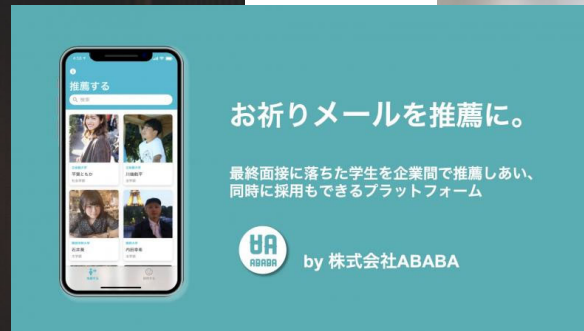 推薦する
お祈りメールを推薦に。
最終面接に落ちた学生を企業間で推薦しあい、
同時に採用もできるプラットフォーム
ABABA
by 株式会社ABABA